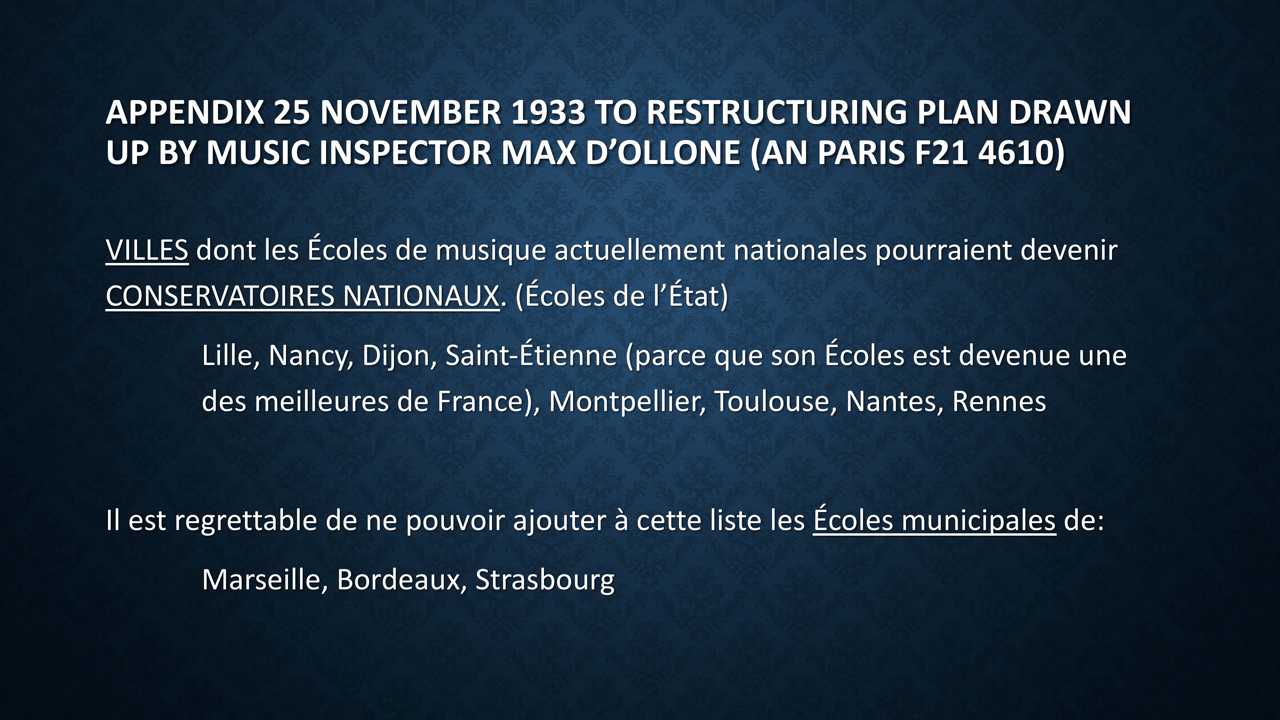 APPENDIX 25 NOVEMBER 1933 TO RESTRUCTURING PLAN DRAWN
UP BY MUSIC INSPECTOR MAX D’OLLONE (AN PARIS F21 4610)
VILLES dont les Écoles de musique actuellement nationales pourraient devenir
CONSERVATOIRES NATIONAUX. (Écoles de l’État)
Lille, Nancy, Dijon, Saint-Étienne (parce que son Écoles est devenue une
des meilleures de France), Montpellier, Toulouse, Nantes, Rennes
Il est regrettable de ne pouvoir ajouter à cette liste les Écoles municipales de:
Marseille, Bordeaux, Strasbourg